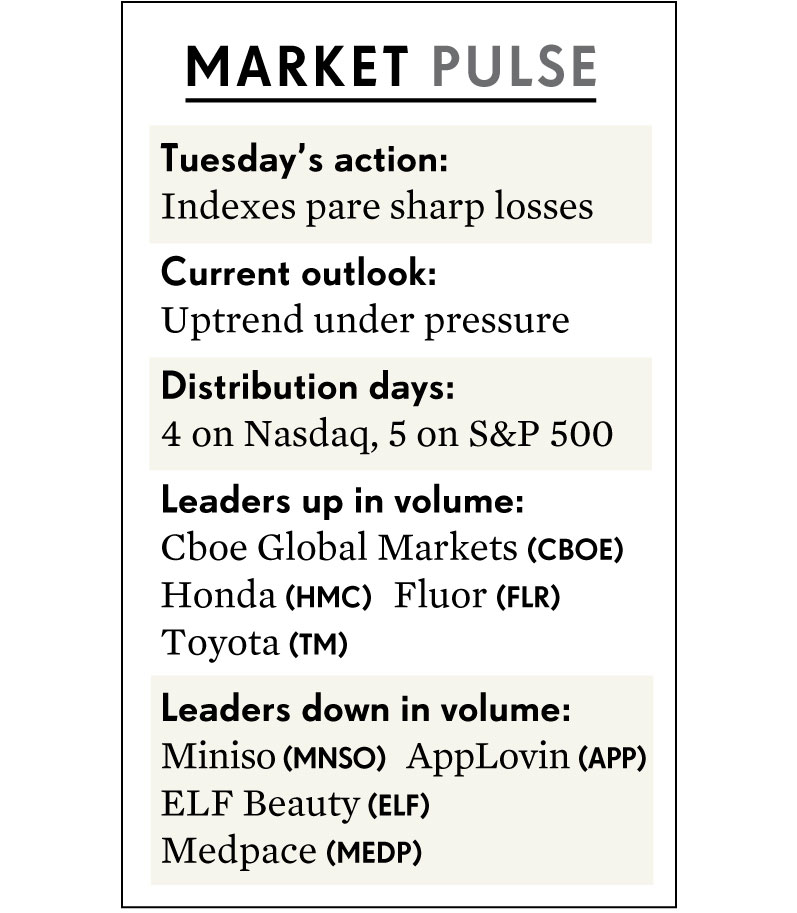 MARKET PULSE
Tuesday’s action:
Indexes pare sharp losses
Current outlook:
Uptrend under pressure
Distribution days:
4 on Nasdaq, 5 on S&P 500
Leaders up in volume:
Cboe Global Markets (CBOE)
Honda (HMC) Fluor (FLR)
Toyota (TM)
Leaders down in volume:
Miniso (MNSO) AppLovin (APP)
ELF Beauty (ELF)
Medpace (MEDP)